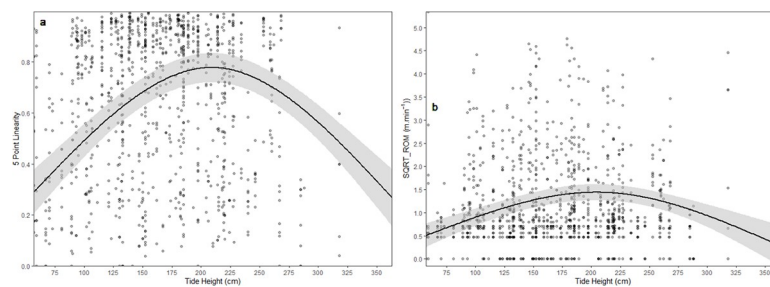 a
0.8
0.6
0.4
0.2
0.0
5 Point Linearity
75 100 125 150 175 200 225 250 275 300 325 350
Tide Height (cm)
b
5.0
4.5
4.0
3.5
3.0
2.5
2.0
1.5
1.0
0.5
0.0
SQRT_ROM (m min⁻¹))
75 100 125 150 175 200 225 250 275 300 325 350
Tide Height (cm)